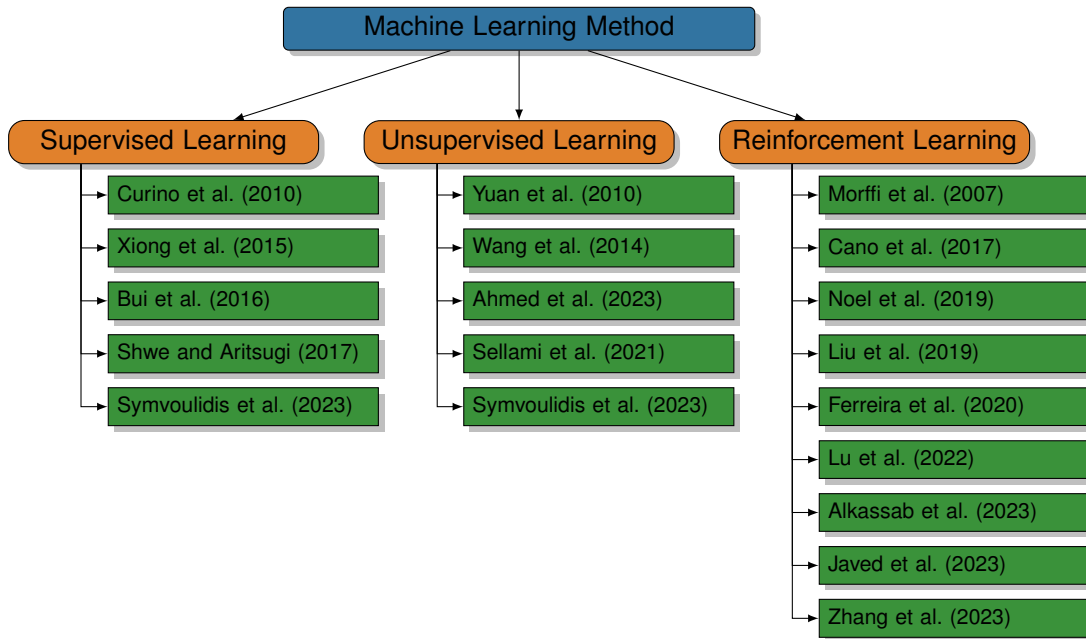 Machine Learning Method
Supervised Learning
Curino et al. (2010)
Xiong et al. (2015)
Bui et al. (2016)
Shwe and Aritsugi (2017)
Symvoulidis et al. (2023)
Unsupervised Learning
Yuan et al. (2010)
Wang et al. (2014)
Ahmed et al. (2023)
Sellami et al. (2021)
Symvoulidis et al. (2023)
Reinforcement Learning
Morffi et al. (2007)
Cano et al. (2017)
Noel et al. (2019)
Liu et al. (2019)
Ferreira et al. (2020)
Lu et al. (2022)
Alkassab et al. (2023)
Javed et al. (2023)
Zhang et al. (2023)